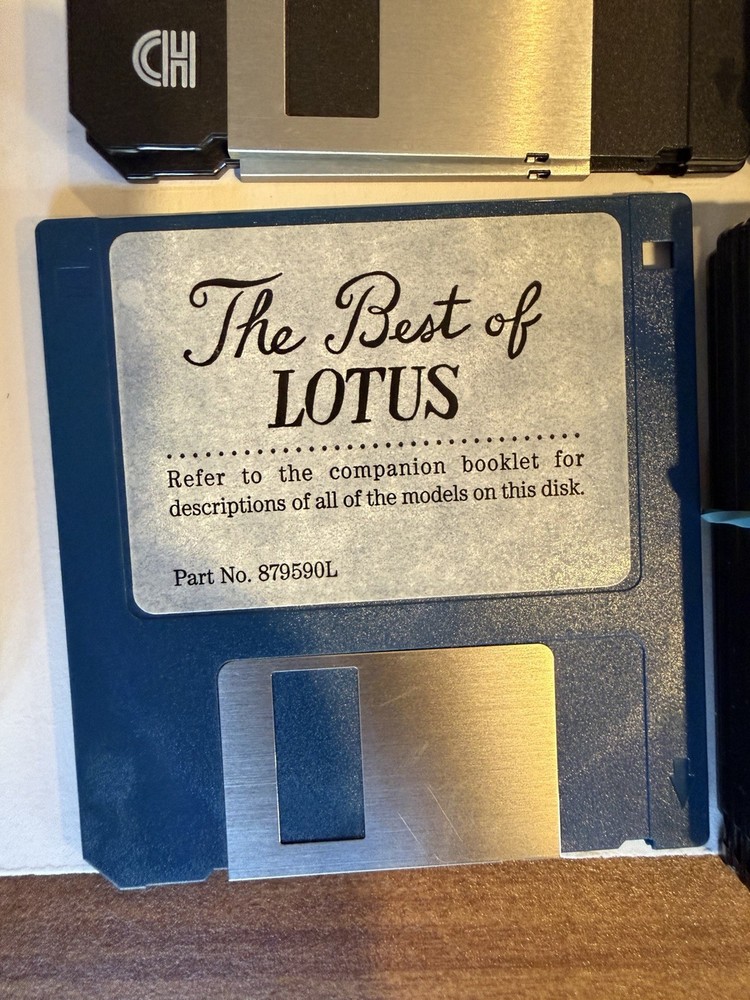 HD
The Best of
LOTUS
Refer to the companion booklet for
descriptions of all of the models on this disk.
Part No. 879590L